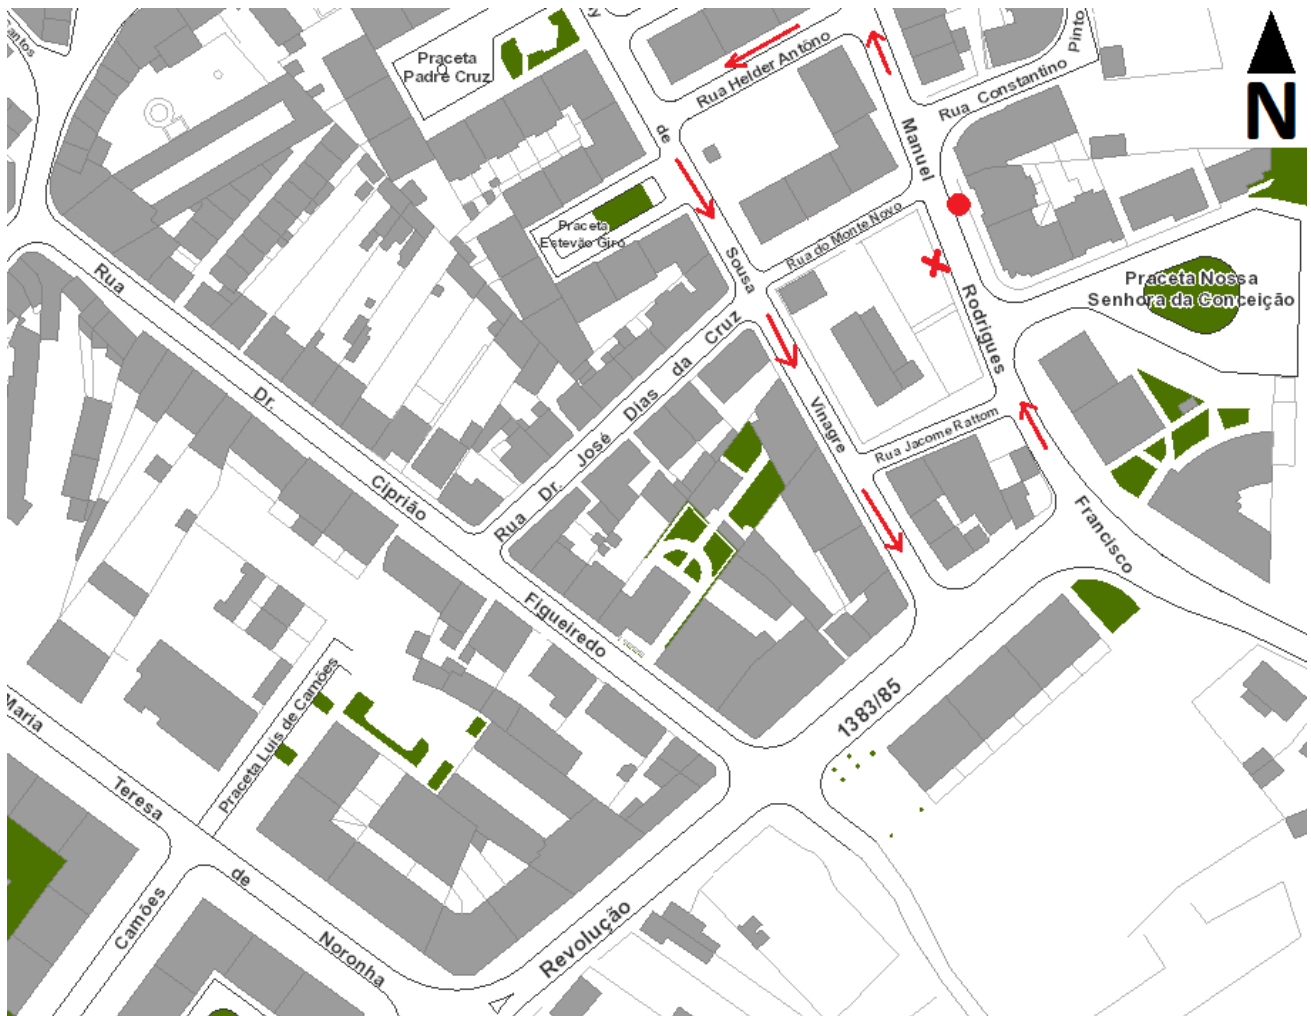 Praceta
Padre Cruz
Rua Helder Antôno
Pinto
N
Rua Constantino
de
Manuel
Rua do Monte Novo
Praceta
Estevão Giro
Sousa
Rua
Praceta Nossa
Senhora da Conceição
Rodrigues
Dr.
Rua Dr. José Dias da Cruz
Vinagre
Rua Jacome Rattom
Ciprião
Francisco
Figueiredo
Praceta Luis de Camões
1383/85
Maria
Teresa
de
Noronha
Camões
Revolução